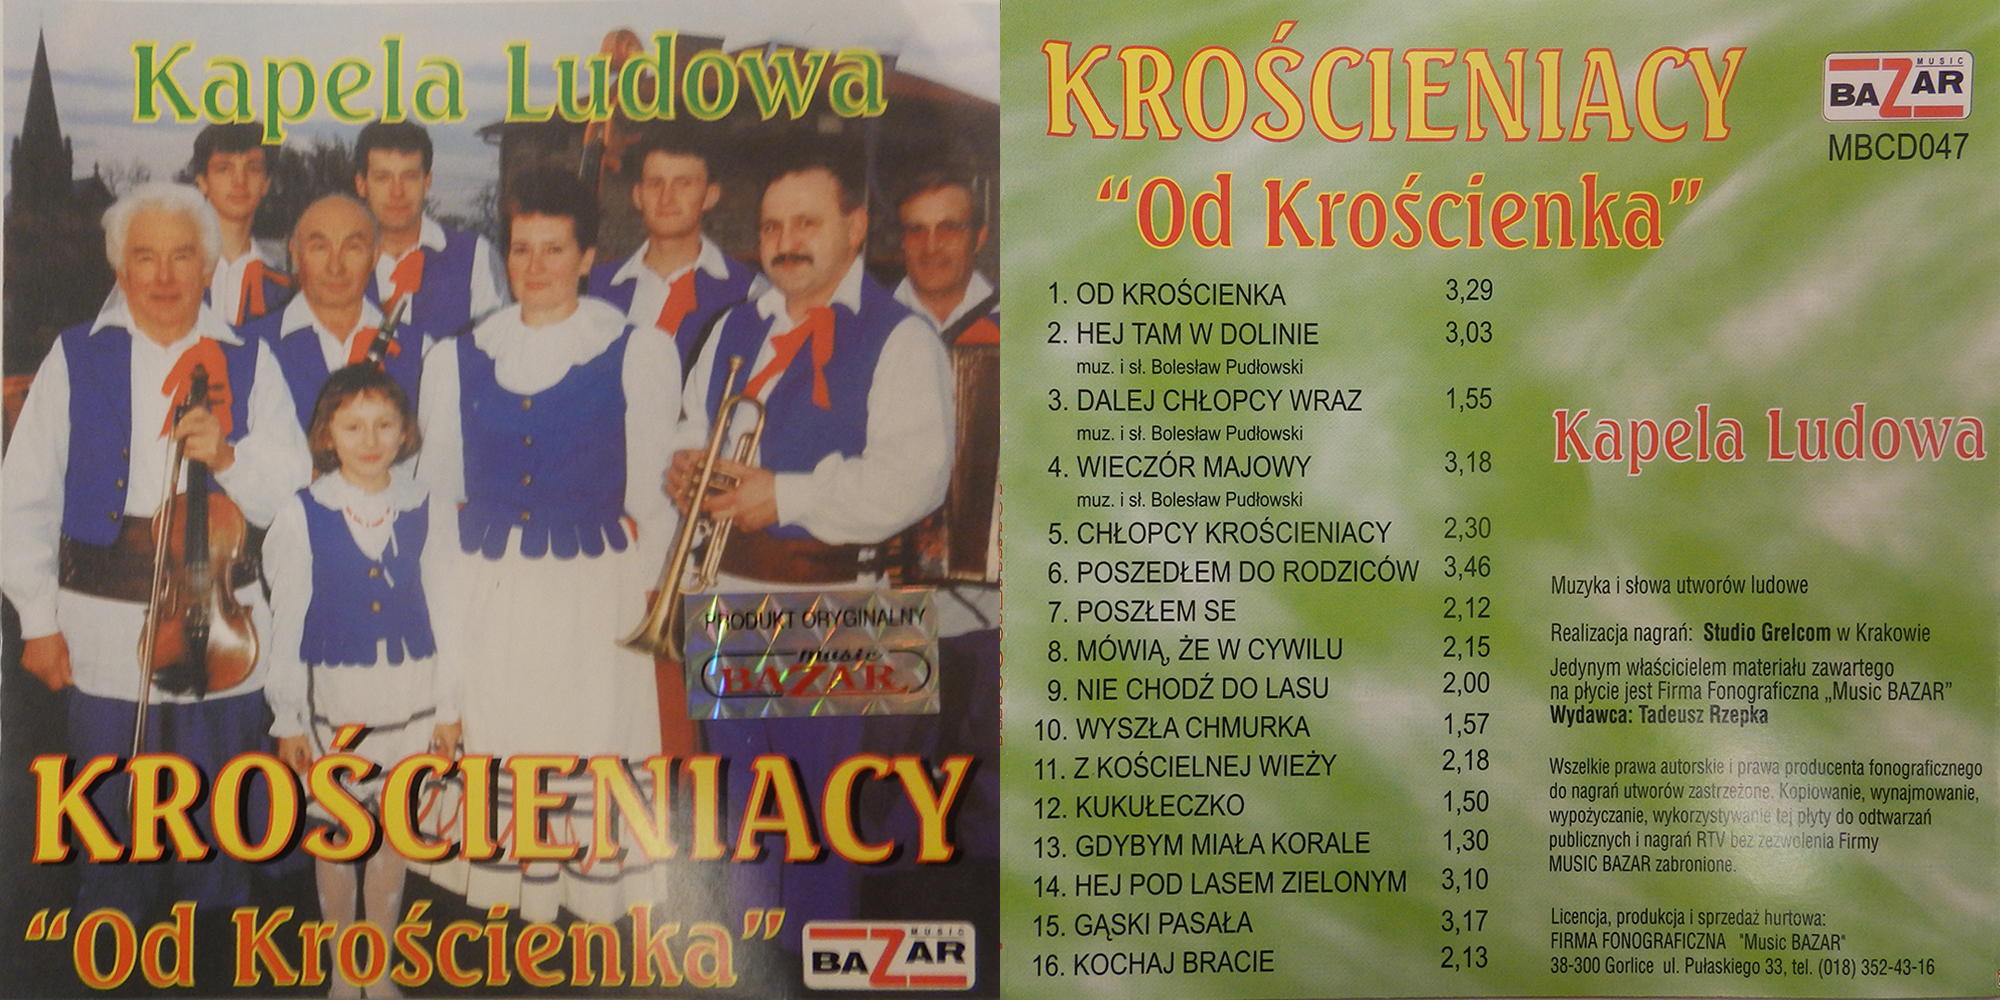 Kapela Ludowa
PRODUKT ORYGINALNY
music
BAZAR
KROŚCIENIACY
"Od Krościenka"
MUSIC
BAZAR
KROŚCIENIACY
"Od Krościenka"
MUSIC
BAZAR
MBCD047
1. OD KROŚCIENKA 3,29
2. HEJ TAM W DOLINIE 3,03
muz. i sł. Bolesław Pudłowski
3. DALEJ CHŁOPCY WRAZ 1,55
muz. i sł. Bolesław Pudłowski
4. WIECZÓR MAJOWY 3,18
muz. i sł. Bolesław Pudłowski
5. CHŁOPCY KROŚCIENIACY 2,30
6. POSZEDŁEM DO RODZICÓW 3,46
7. POSZŁEM SE 2,12
8. MÓWIĄ, ŻE W CYWILU 2,15
9. NIE CHODŹ DO LASU 2,00
10. WYSZŁA CHMURKA 1,57
11. Z KOŚCIELNEJ WIEŻY 2,18
12. KUKUŁECZKO 1,50
13. GDYBYM MIAŁA KORALE 1,30
14. HEJ POD LASEM ZIELONYM 3,10
15. GĄSKI PASAŁA 3,17
16. KOCHAJ BRACIE 2,13
Kapela Ludowa
Muzyka i słowa utworów ludowe
Realizacja nagrań: Studio Grelcom w Krakowie
Jedynym właścicielem materiału zawartego
na płycie jest Firma Fonograficzna „Music BAZAR”
Wydawca: Tadeusz Rzepka
Wszelkie prawa autorskie i prawa producenta fonograficznego
do nagrań utworów zastrzeżone. Kopiowanie, wynajmowanie,
wypożyczanie, wykorzystywanie tej płyty do odtwarzań
publicznych i nagrań RTV bez zezwolenia Firmy
MUSIC BAZAR zabronione.
Licencja, produkcja i sprzedaż hurtowa:
FIRMA FONOGRAFICZNA "Music BAZAR"
38-300 Gorlice ul. Pułaskiego 33, tel. (018) 352-43-16